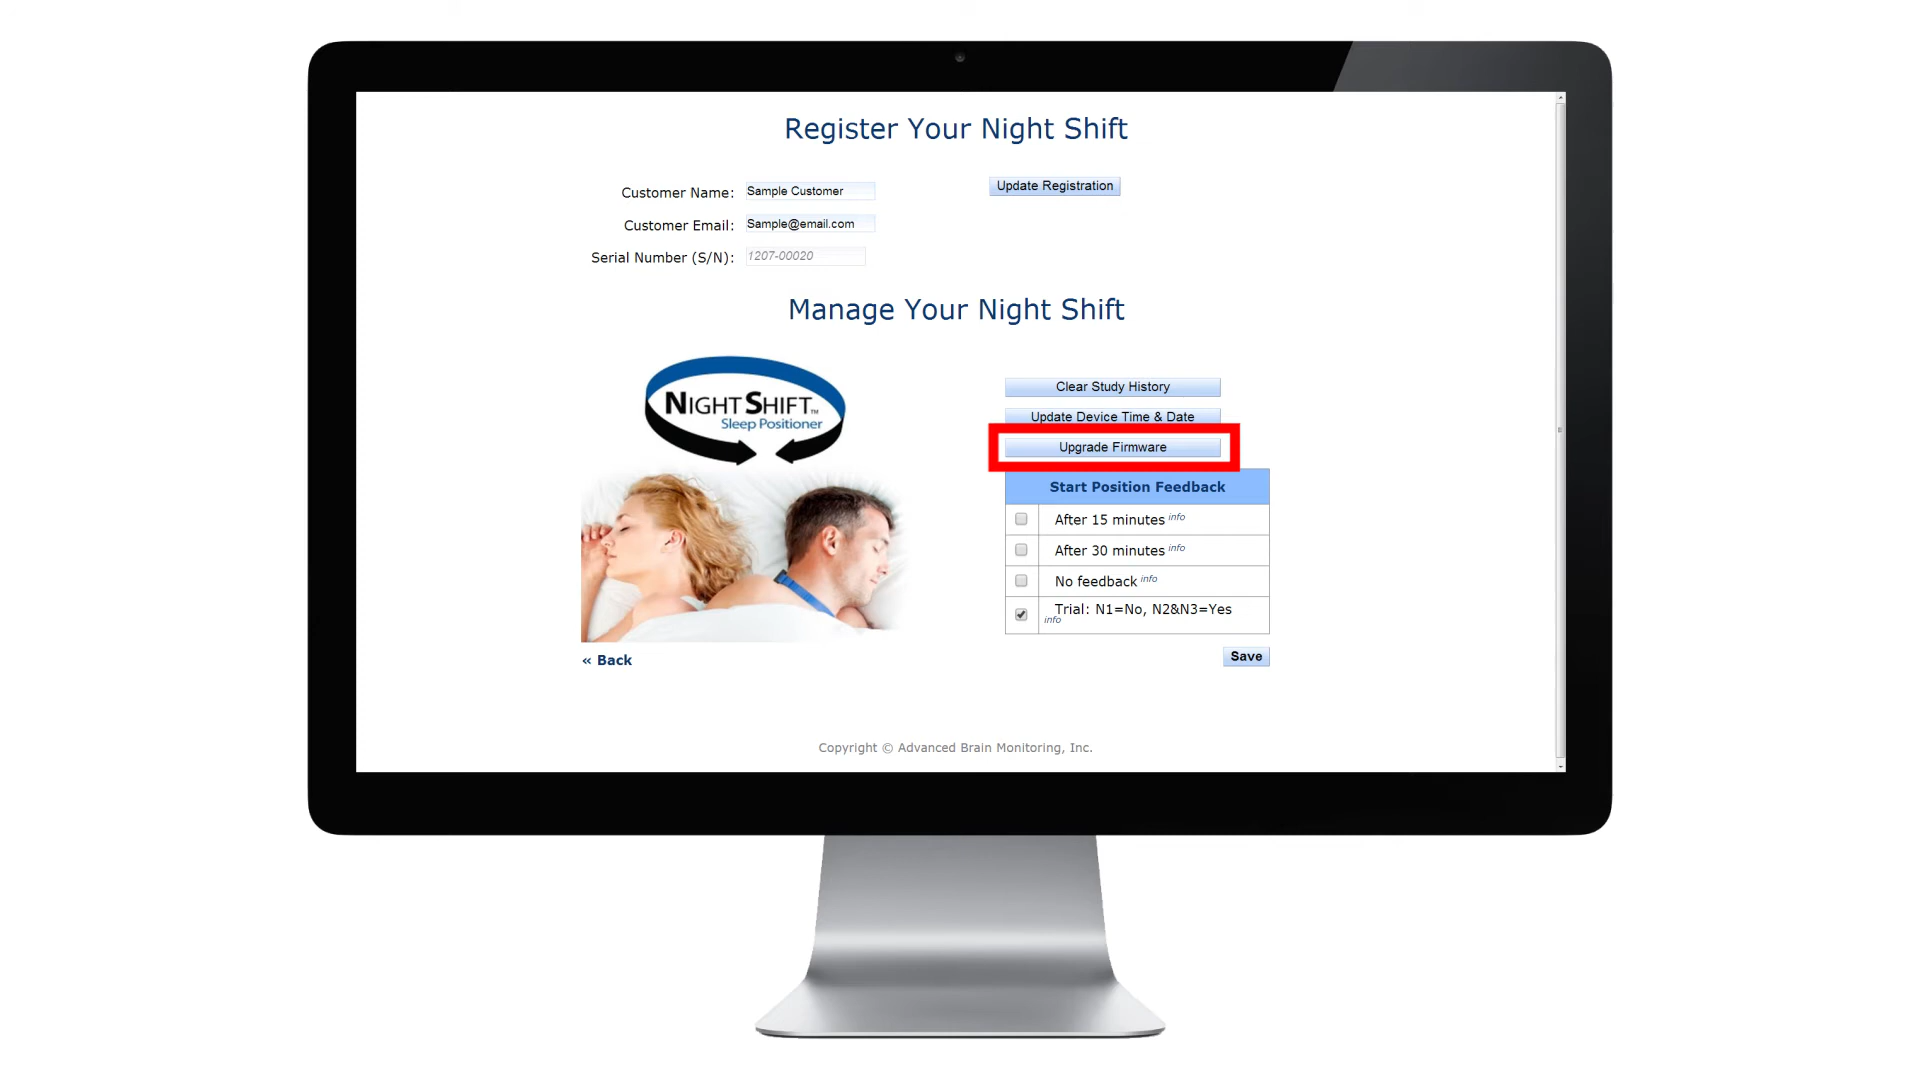 Register Your Night Shift
Customer Name: Sample Customer
Update Registration
Customer Email: Sample@email.com
Serial Number (S/N): 1207-00020
Manage Your Night Shift
NIGHTSHIFT™
Sleep Positioner
Clear Study History
Update Device Time & Date
Upgrade Firmware
Start Position Feedback
After 15 minutes info
After 30 minutes info
No feedback info
Trial: N1=No, N2&N3=Yes
info
« Back
Save
Copyright © Advanced Brain Monitoring, Inc.